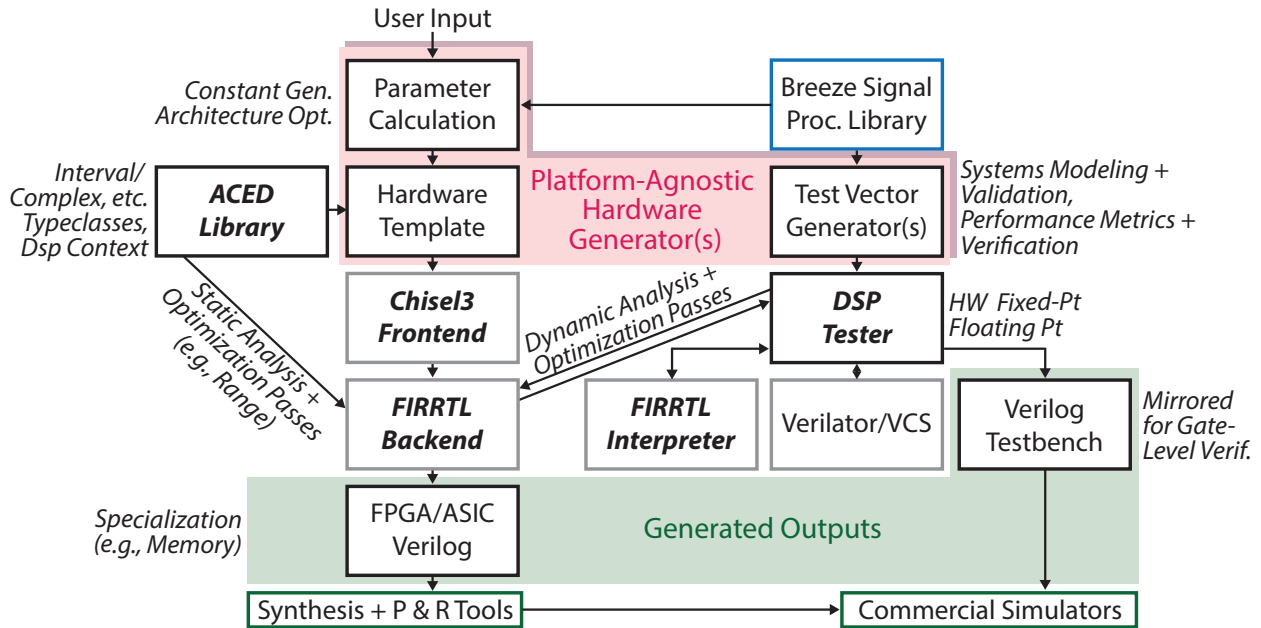 User Input
Constant Gen.
Architecture Opt.
Parameter
Calculation
Breeze Signal
Proc. Library
Interval/
Complex, etc.
Typeclasses,
Dsp Context
ACED
Library
Hardware
Template
Platform-Agnostic
Hardware
Generator(s)
Test Vector
Generator(s)
Systems Modeling +
Validation,
Performance Metrics +
Verification
Static Analysis +
Optimization Passes
(e.g., Range)
Chisel3
Frontend
Dynamic Analysis +
Optimization Passes
DSP
Tester
HW Fixed-Pt
Floating Pt
FIRRTL
Backend
FIRRTL
Interpreter
Verilator/VCS
Verilog
Testbench
Mirrored
for Gate-
Level Verif.
Specialization
(e.g., Memory)
FPGA/ASIC
Verilog
Generated Outputs
Synthesis + P & R Tools
Commercial Simulators